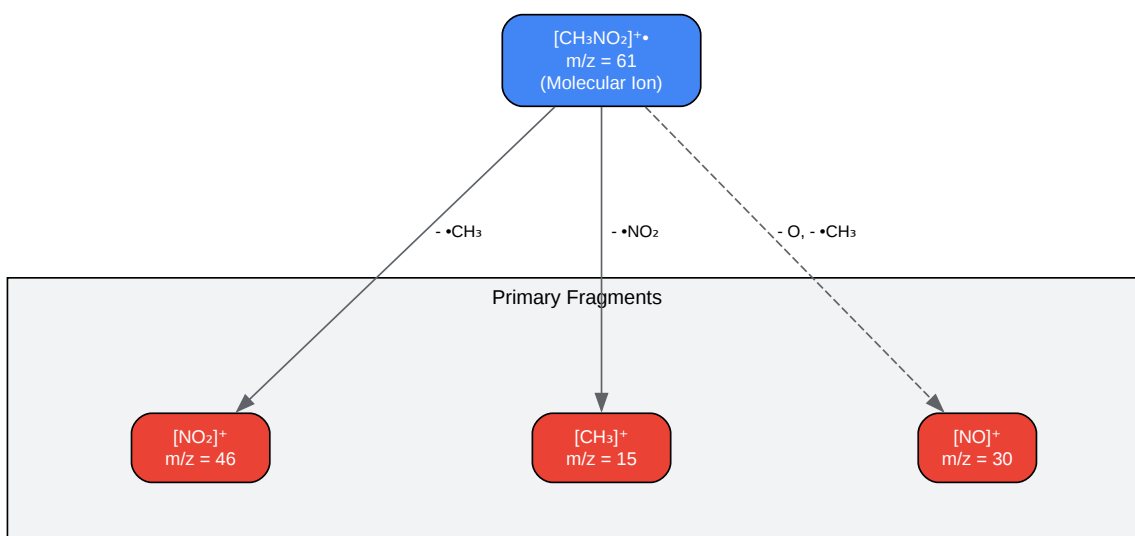 [CH₃NO₂]⁺•
m/z = 61
(Molecular Ion)
- •CH₃
- •NO₂
- O, - •CH₃
Primary Fragments
[NO₂]⁺
m/z = 46
[CH₃]⁺
m/z = 15
[NO]⁺
m/z = 30